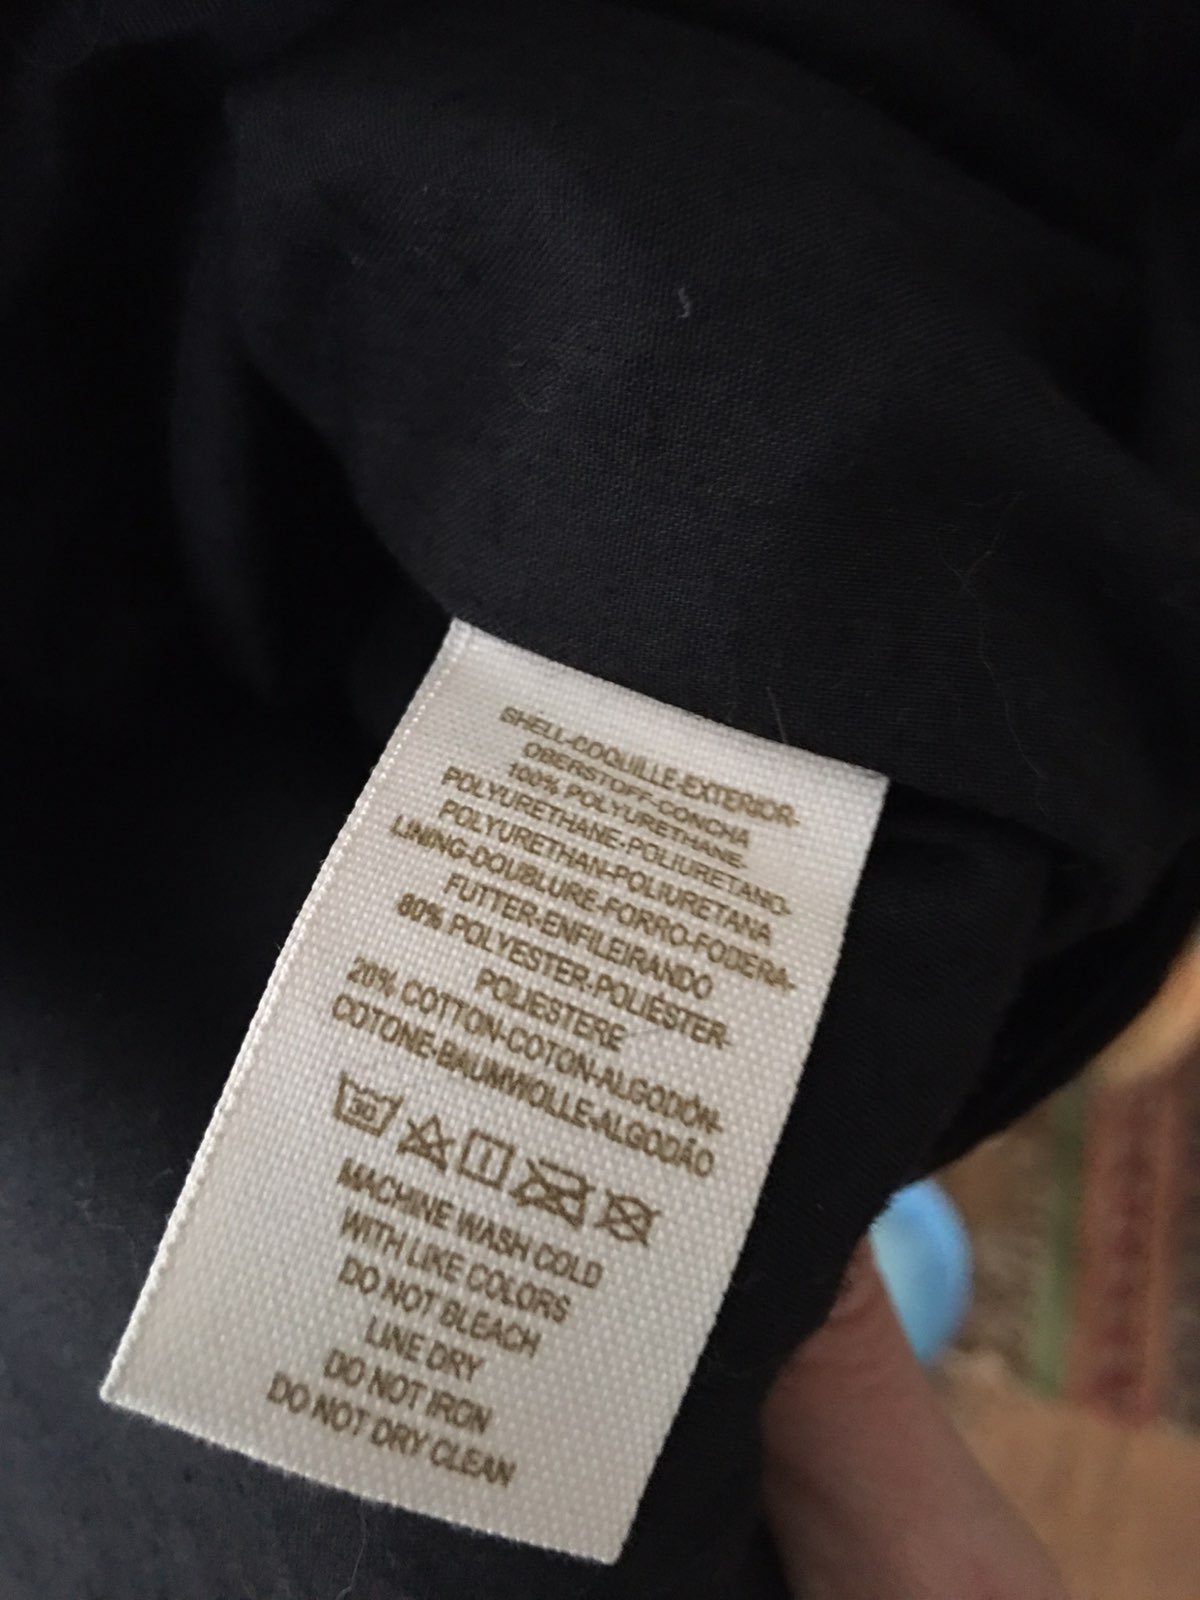 SHELL-COQUILLE-EXTERIOR-
OBERSTOFF-CONCHA
100% POLYURETHANE-
POLYURETHANE-POLIURETANO-
POLYURETHAN-POLIURETANA
LINING-DOUBLURE-FORRO-FODERA-
FUTTER-ENFILEIRANDO
80% POLYESTER-POLIÉSTER-
POLIESTERE
20% COTTON-COTON-ALGODÓN-
COTONE-BAUMWOLLE-ALGODÃO
30
MACHINE WASH COLD
WITH LIKE COLORS
DO NOT BLEACH
LINE DRY
DO NOT IRON
DO NOT DRY CLEAN